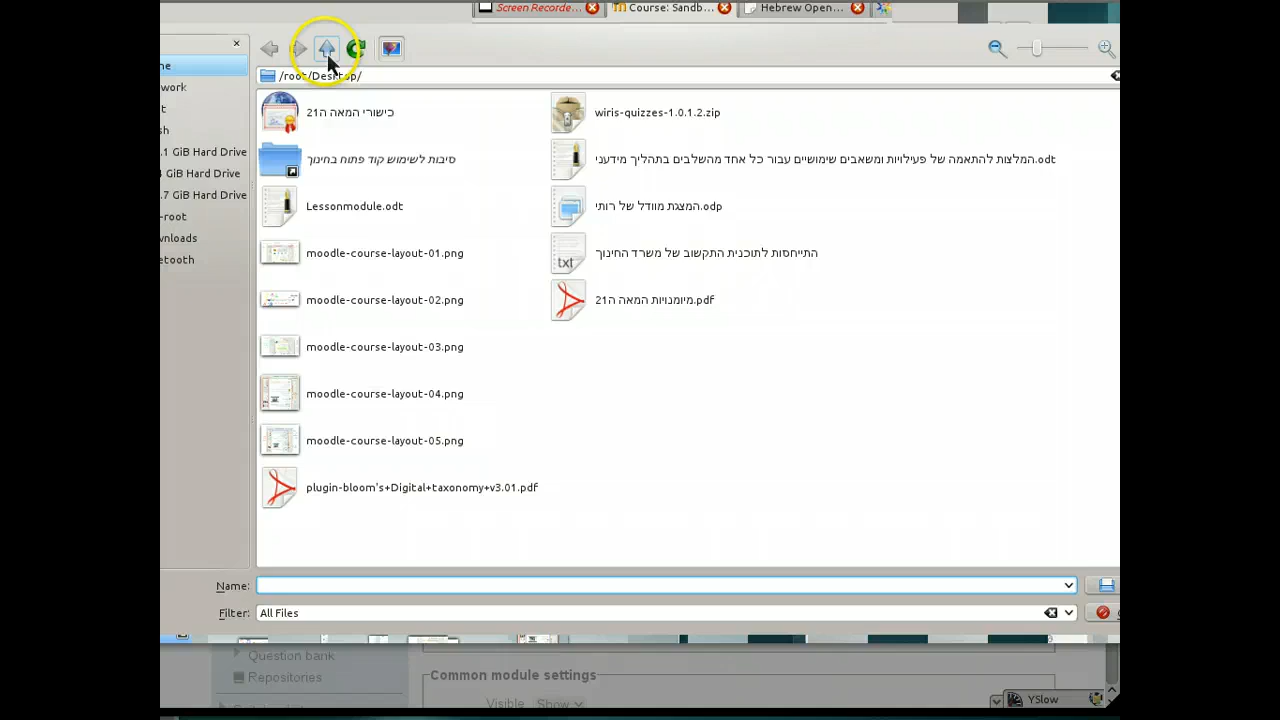 Screen Recorde...
Course: Sandb...
Hebrew Open...
ne
work
t
sh
.1 GiB Hard Drive
GiB Hard Drive
.7 GiB Hard Drive
-root
wnloads
etooth
/root/Desktop/
כישורי המאה ה21
סיבות לשימוש קוד פתוח בחינוך
Lessonmodule.odt
moodle-course-layout-01.png
moodle-course-layout-02.png
moodle-course-layout-03.png
moodle-course-layout-04.png
moodle-course-layout-05.png
plugin-bloom's+Digital+taxonomy+v3.01.pdf
wiris-quizzes-1.0.1.2.zip
המלצות להתאמה של פעילויות ומשאבים שימושיים עבור כל אחד מהשלבים בתהליך מידעני.odt
המצגת מוודל של רותי.odp
התייחסות לתוכנית התקשוב של משרד החינוך
מיומנויות המאה ה21.pdf
txt
Name:
Filter:
All Files
Question bank
Repositories
Common module settings
Visible
Show
YSlow